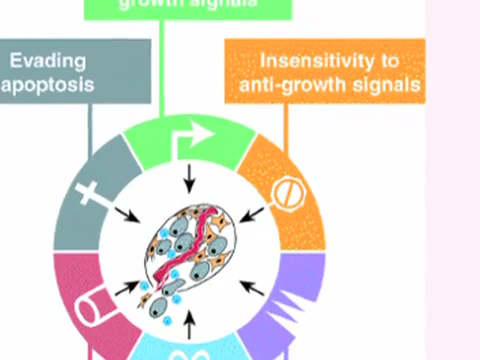 growth signals
Evading
apoptosis
Insensitivity to
anti-growth signals